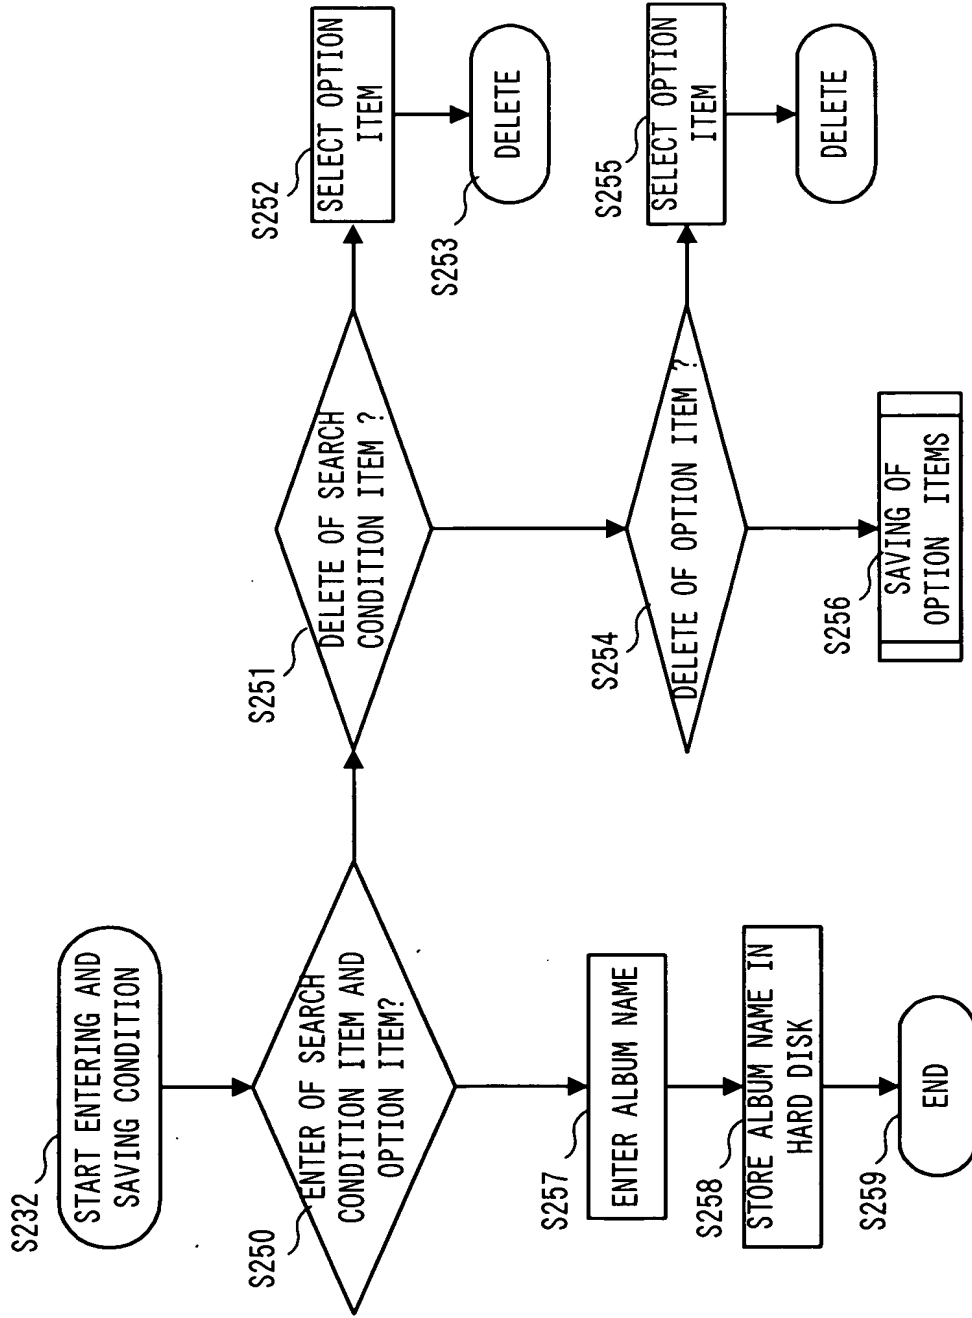 S232
START ENTERING AND
SAVING CONDITION
S250
ENTER OF SEARCH
CONDITION ITEM AND
OPTION ITEM?
S251
DELETE OF SEARCH
CONDITION ITEM ?
S252
SELECT OPTION
ITEM
S253
DELETE
S254
DELETE OF OPTION ITEM ?
S255
SELECT OPTION
ITEM
DELETE
S256
SAVING OF
OPTION ITEMS
S257
ENTER ALBUM NAME
S258
STORE ALBUM NAME IN
HARD DISK
S259
END